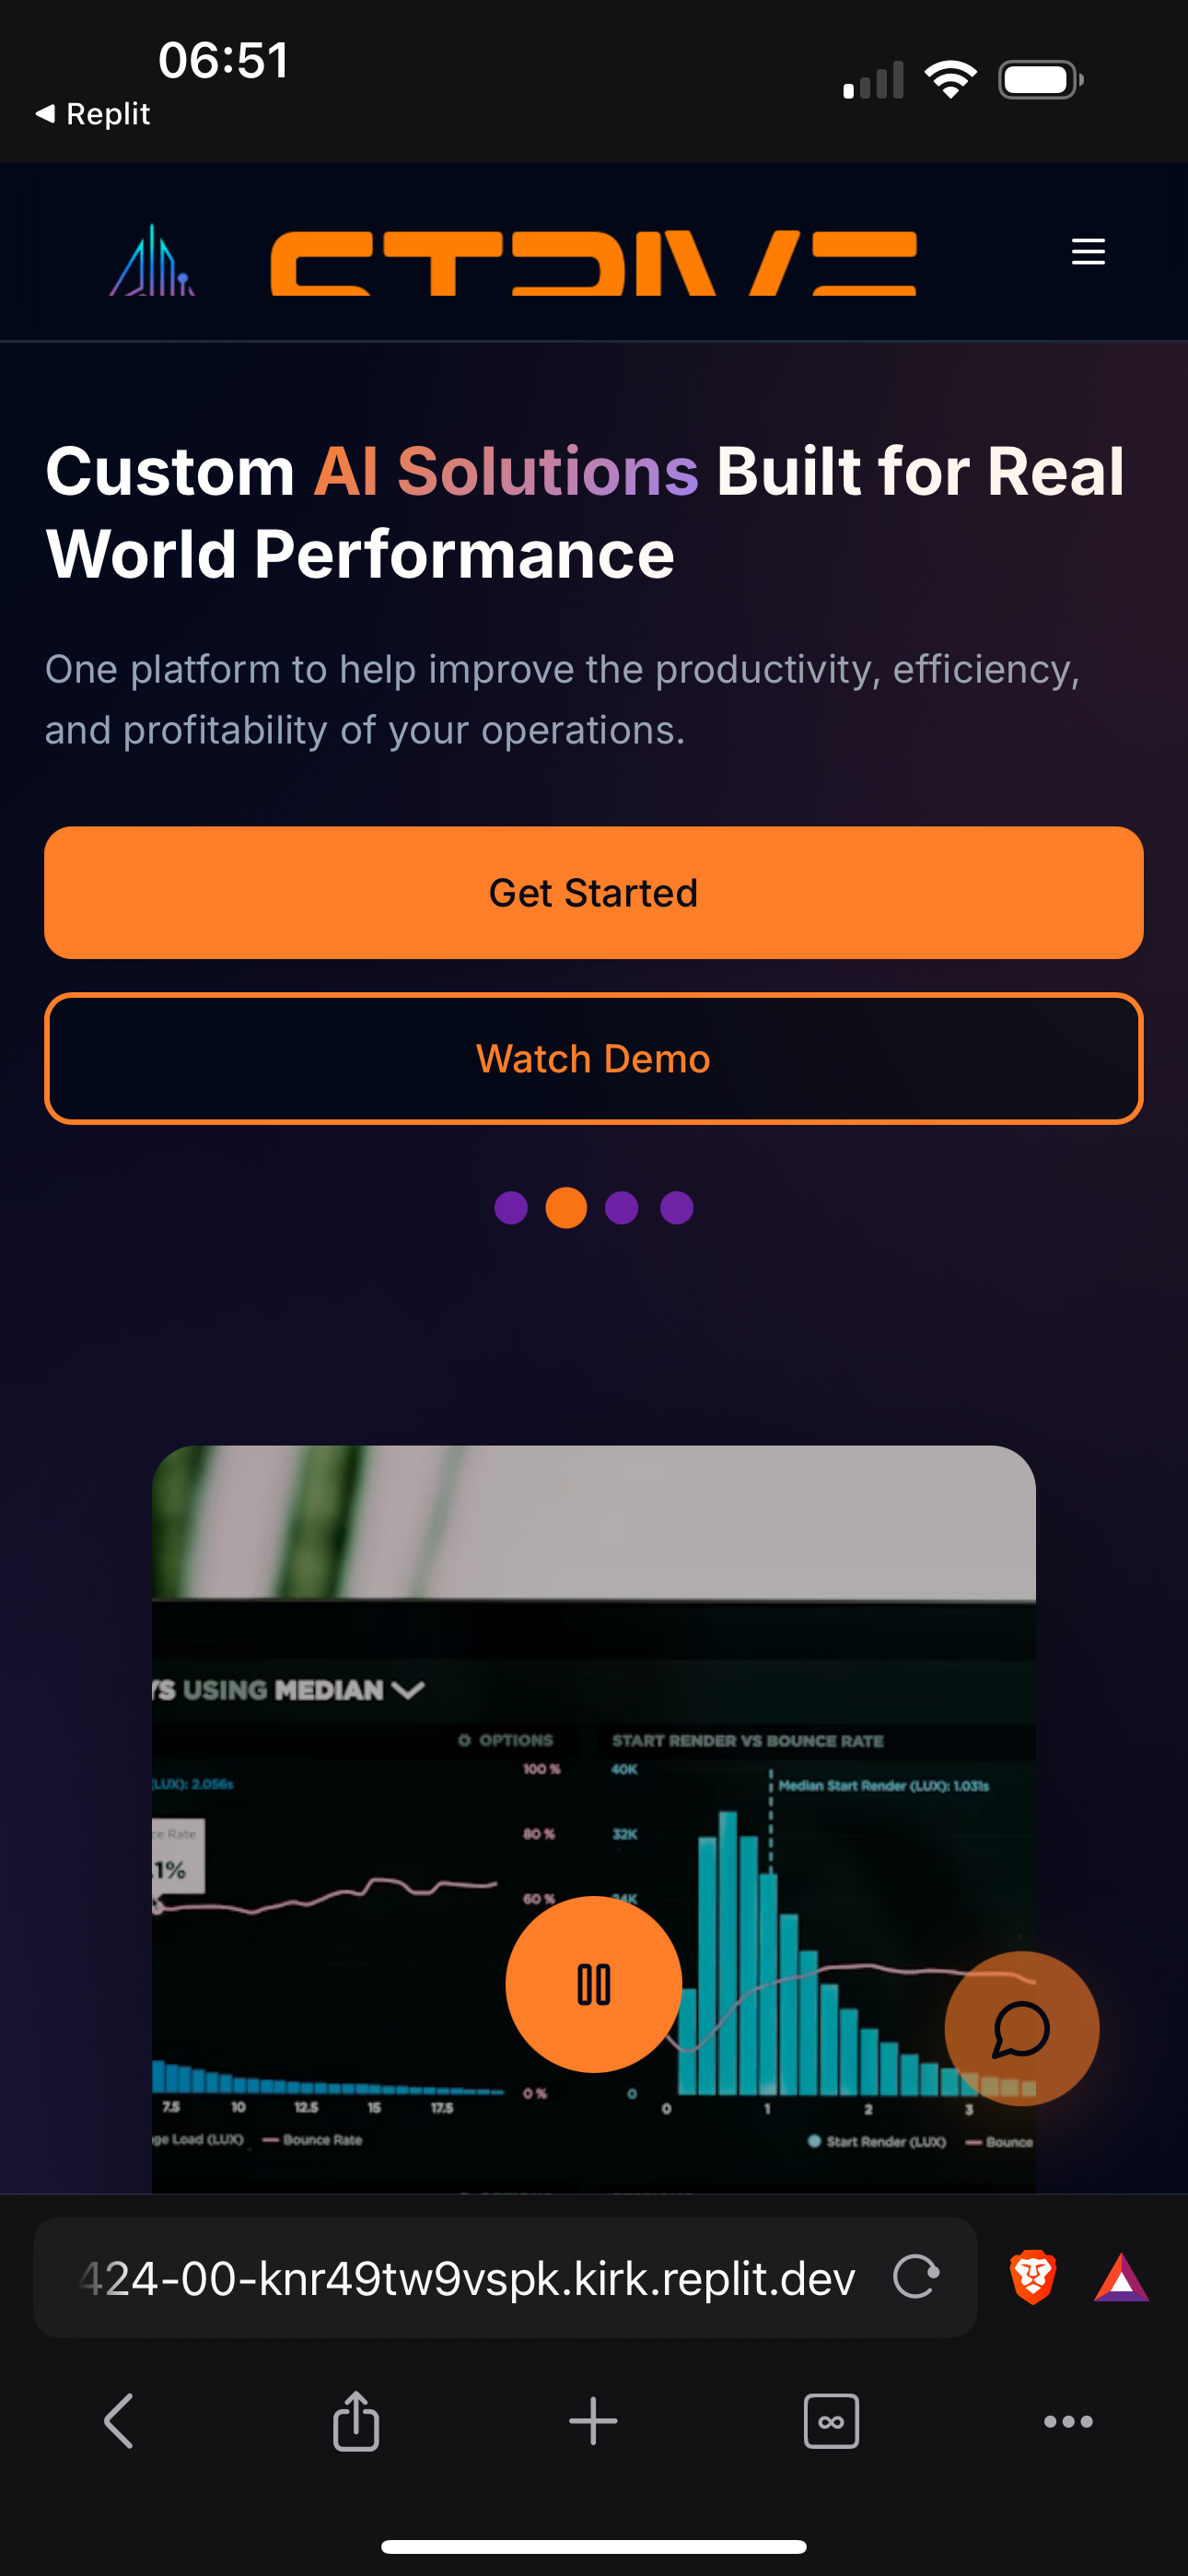 06:51
Replit
STRIVE
Custom AI Solutions Built for Real
World Performance
One platform to help improve the productivity, efficiency,
and profitability of your operations.
Get Started
Watch Demo
USING MEDIAN
OPTIONS
START RENDER VS BOUNCE RATE
100 %
40K
(LUX): 2.056s
Median Start Render (LUX): 1.031s
ce Rate
80 %
32K
.1%
60 %
24K
0 %
0
7.5 10 12.5 15 17.5
0 1 2 3
ge Load (LUX) Bounce Rate
Start Render (LUX) Bounce
424-00-knr49tw9vspk.kirk.replit.dev